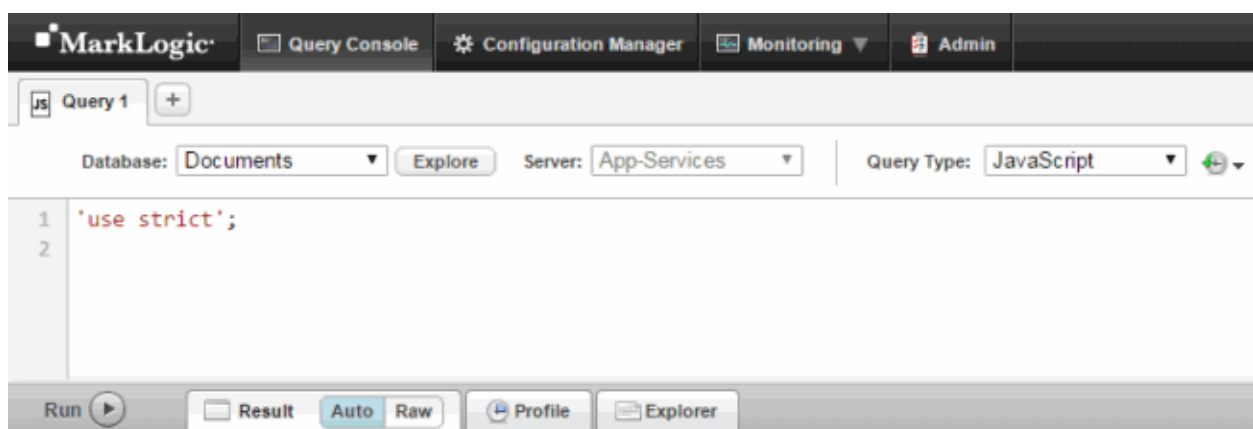 MarkLogic Query Console Configuration Manager Monitoring ▼ Admin
JS Query 1 +
Database: Documents ▼ Explore Server: App-Services ▼ Query Type: JavaScript ▼
1 'use strict';
2
Run Result Auto Raw Profile Explorer